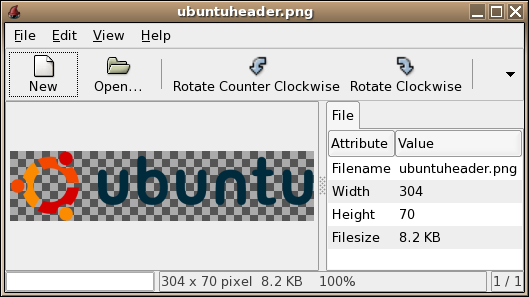 ubuntuheader.png
File Edit View Help
New Open... Rotate Counter Clockwise Rotate Clockwise
File
Attribute Value
Filename ubuntuheader.png
Width 304
Height 70
Filesize 8.2 KB
ubuntu
304 x 70 pixel 8.2 KB 100% 1 / 1